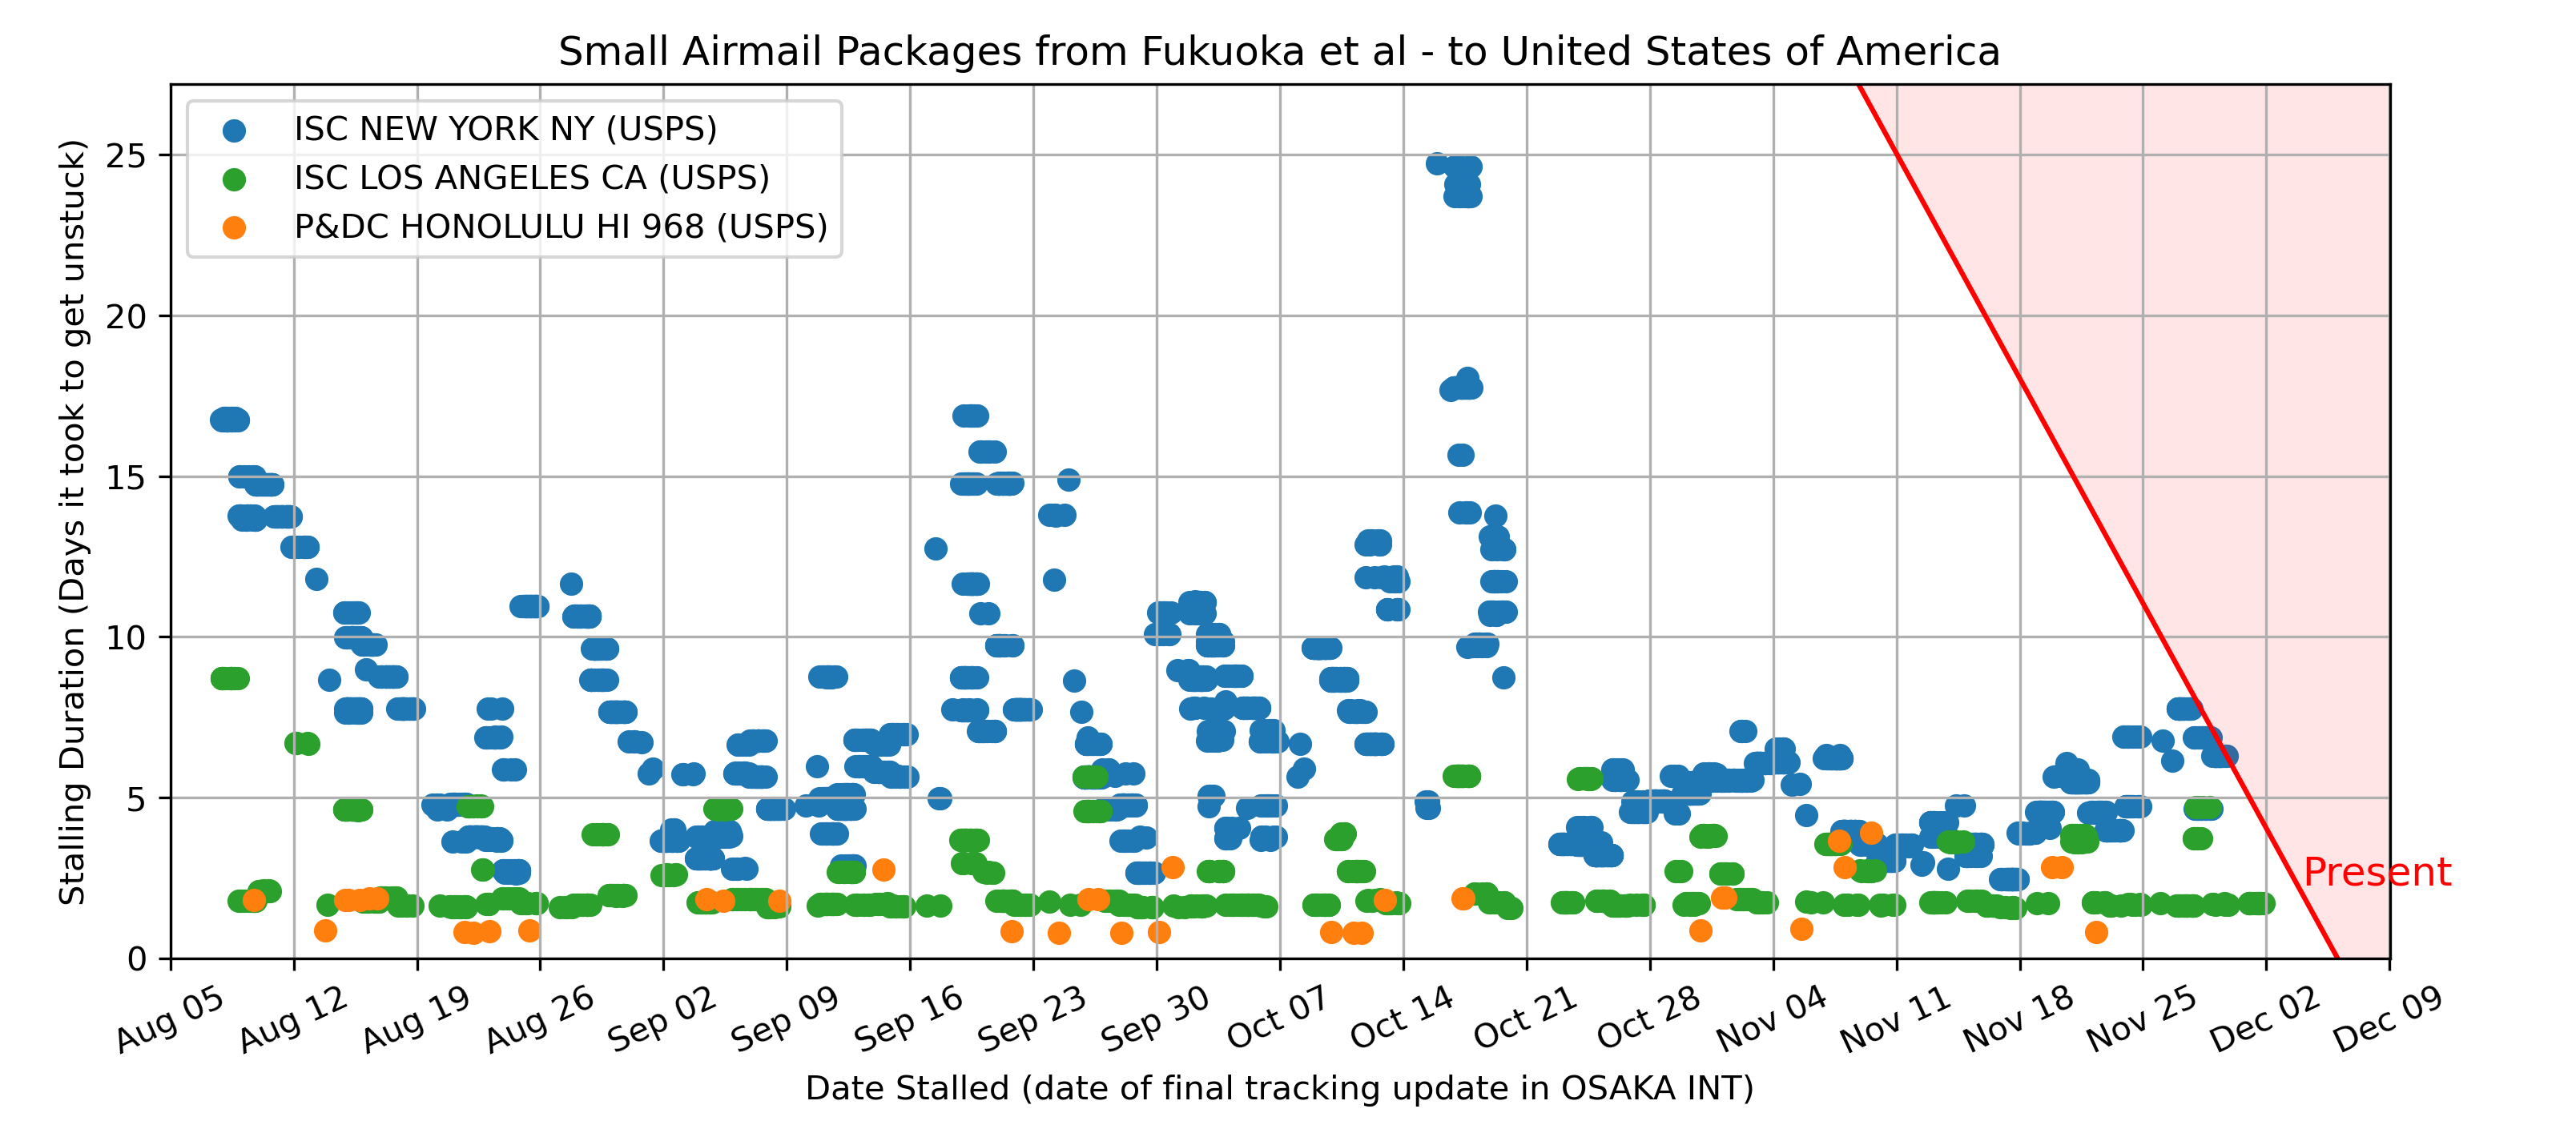 Small Airmail Packages from Fukuoka et al - to United States of America
ISC NEW YORK NY (USPS)
ISC LOS ANGELES CA (USPS)
P&DC HONOLULU HI 968 (USPS)
Stalling Duration (Days it took to get unstuck)
25
20
15
10
5
0
Present
Aug 05
Aug 12
Aug 19
Aug 26
Sep 02
Sep 09
Sep 16
Sep 23
Sep 30
Oct 07
Oct 14
Oct 21
Oct 28
Nov 04
Nov 11
Nov 18
Nov 25
Dec 02
Dec 09
Date Stalled (date of final tracking update in OSAKA INT)